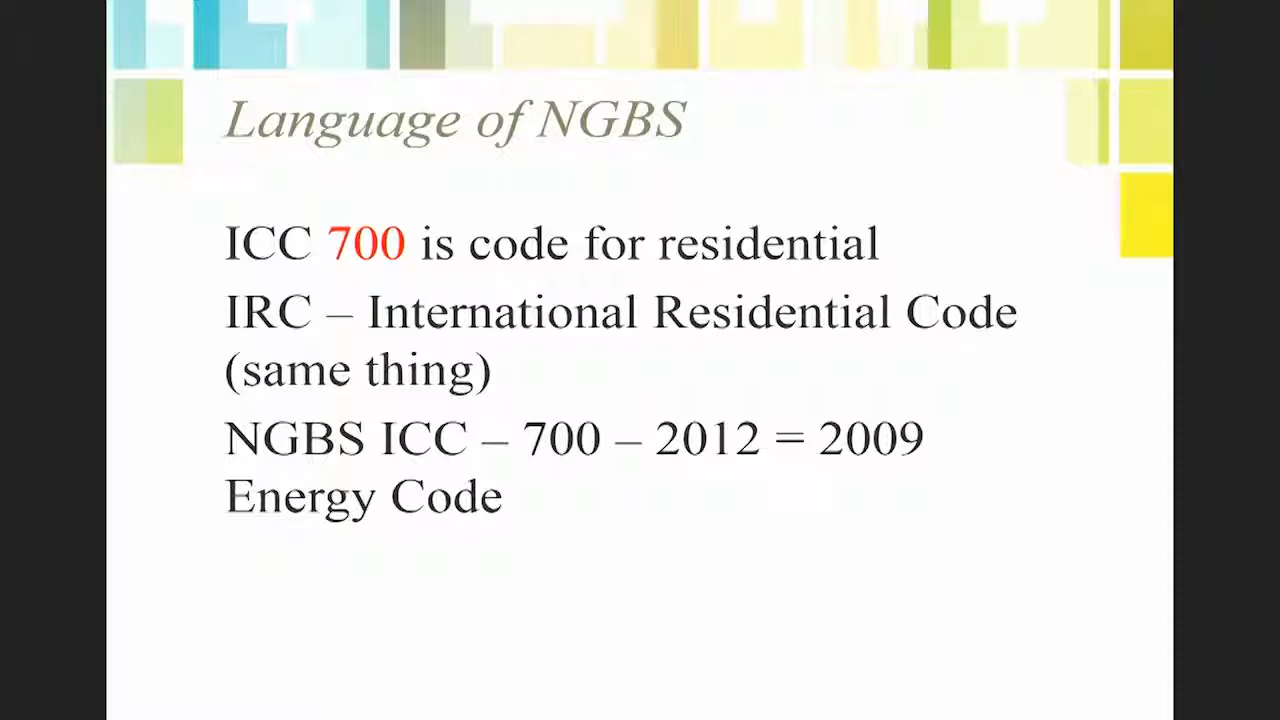 Language of NGBS
ICC 700 is code for residential
IRC – International Residential Code
(same thing)
NGBS ICC – 700 – 2012 = 2009
Energy Code